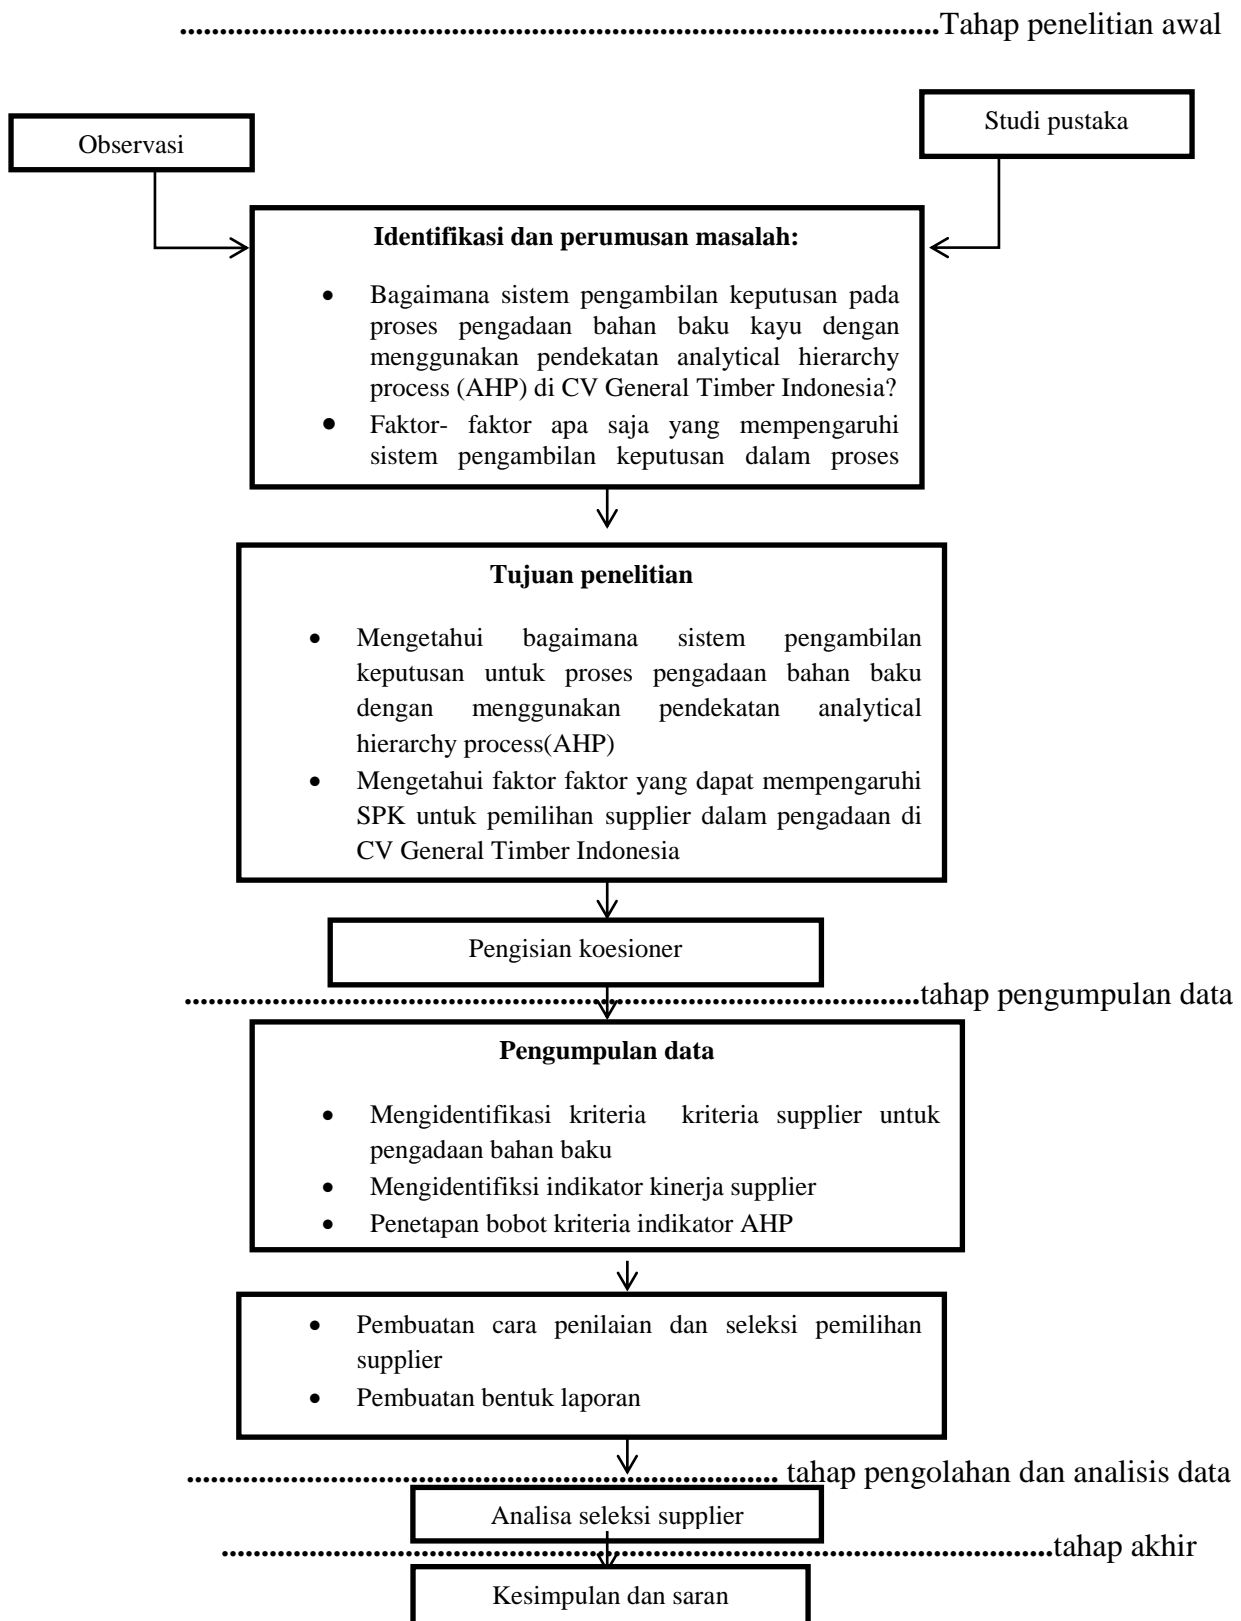 ........................................Tahap penelitian awal
Observasi
Studi pustaka
Identifikasi dan perumusan masalah:
• Bagaimana sistem pengambilan keputusan pada
proses pengadaan bahan baku kayu dengan
menggunakan pendekatan analytical hierarchy
process (AHP) di CV General Timber Indonesia?
• Faktor- faktor apa saja yang mempengaruhi
sistem pengambilan keputusan dalam proses
Tujuan penelitian
• Mengetahui bagaimana sistem pengambilan
keputusan untuk proses pengadaan bahan baku
dengan menggunakan pendekatan analytical
hierarchy process(AHP)
• Mengetahui faktor faktor yang dapat mempengaruhi
SPK untuk pemilihan supplier dalam pengadaan di
CV General Timber Indonesia
Pengisian koesioner
........................................tahap pengumpulan data
Pengumpulan data
• Mengidentifikasi kriteria kriteria supplier untuk
pengadaan bahan baku
• Mengidentifiksi indikator kinerja supplier
• Penetapan bobot kriteria indikator AHP
• Pembuatan cara penilaian dan seleksi pemilihan
supplier
• Pembuatan bentuk laporan
........................................ tahap pengolahan dan analisis data
Analisa seleksi supplier
........................................tahap akhir
Kesimpulan dan saran